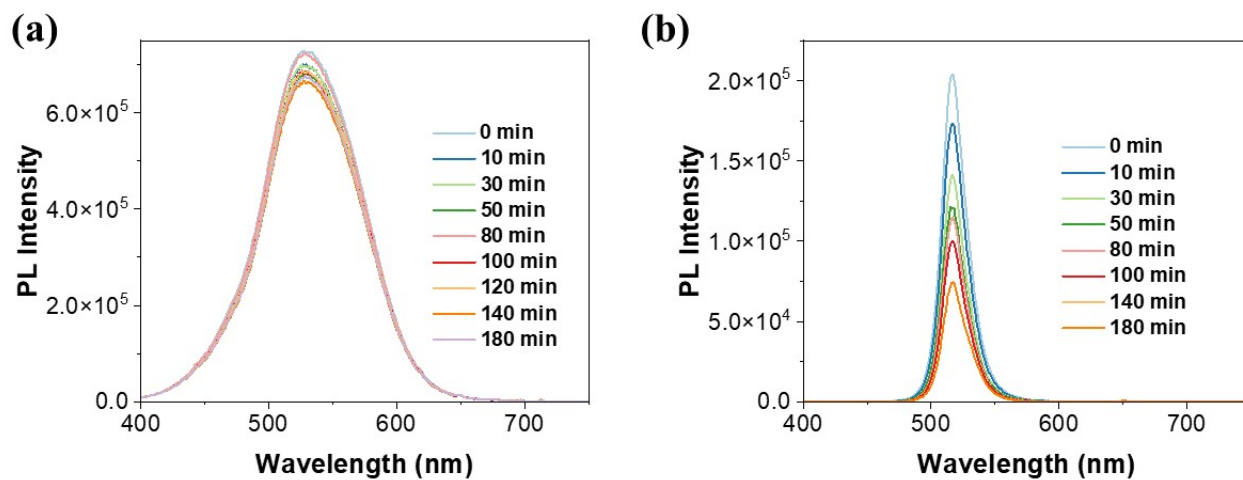 (a)
PL Intensity
6.0×10⁵
4.0×10⁵
2.0×10⁵
0.0
400
500
600
700
Wavelength (nm)
0 min
10 min
30 min
50 min
80 min
100 min
120 min
140 min
180 min
(b)
PL Intensity
2.0×10⁵
1.5×10⁵
1.0×10⁵
5.0×10⁴
0.0
400
500
600
700
Wavelength (nm)
0 min
10 min
30 min
50 min
80 min
100 min
140 min
180 min